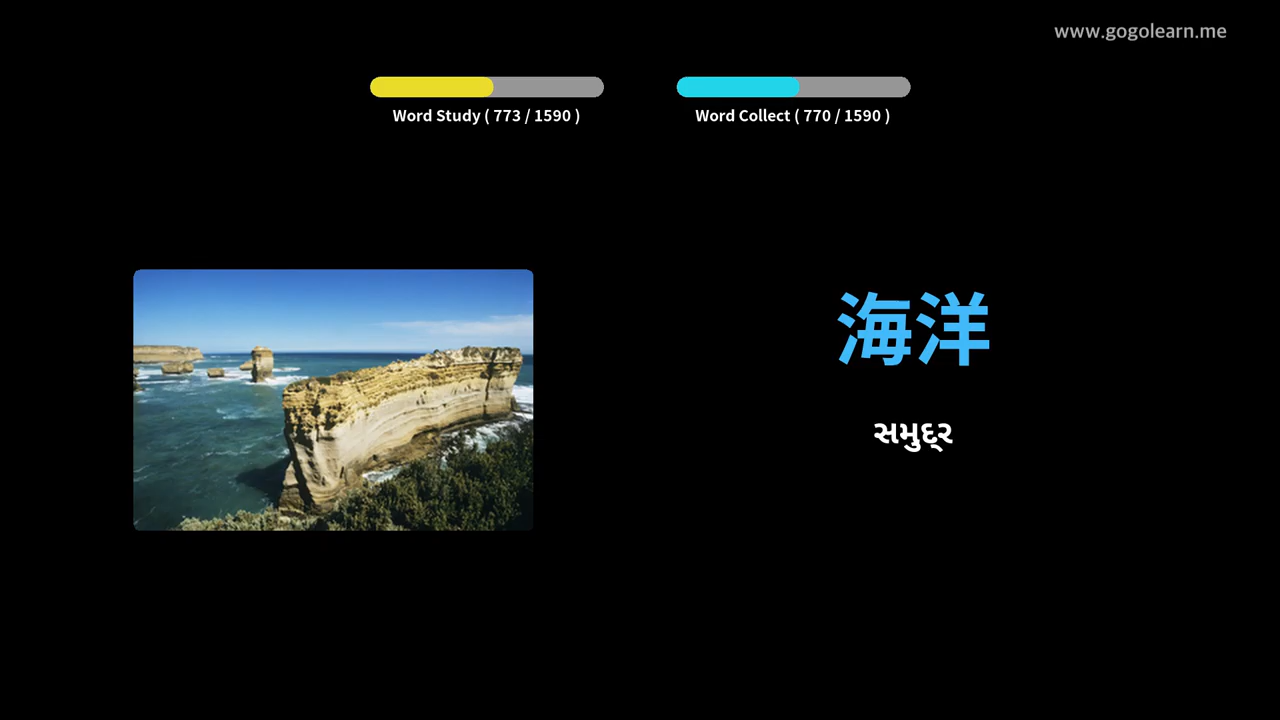 www.gogolearn.me
Word Study ( 773 / 1590 )
Word Collect ( 770 / 1590 )
海洋
સમુદ્ર